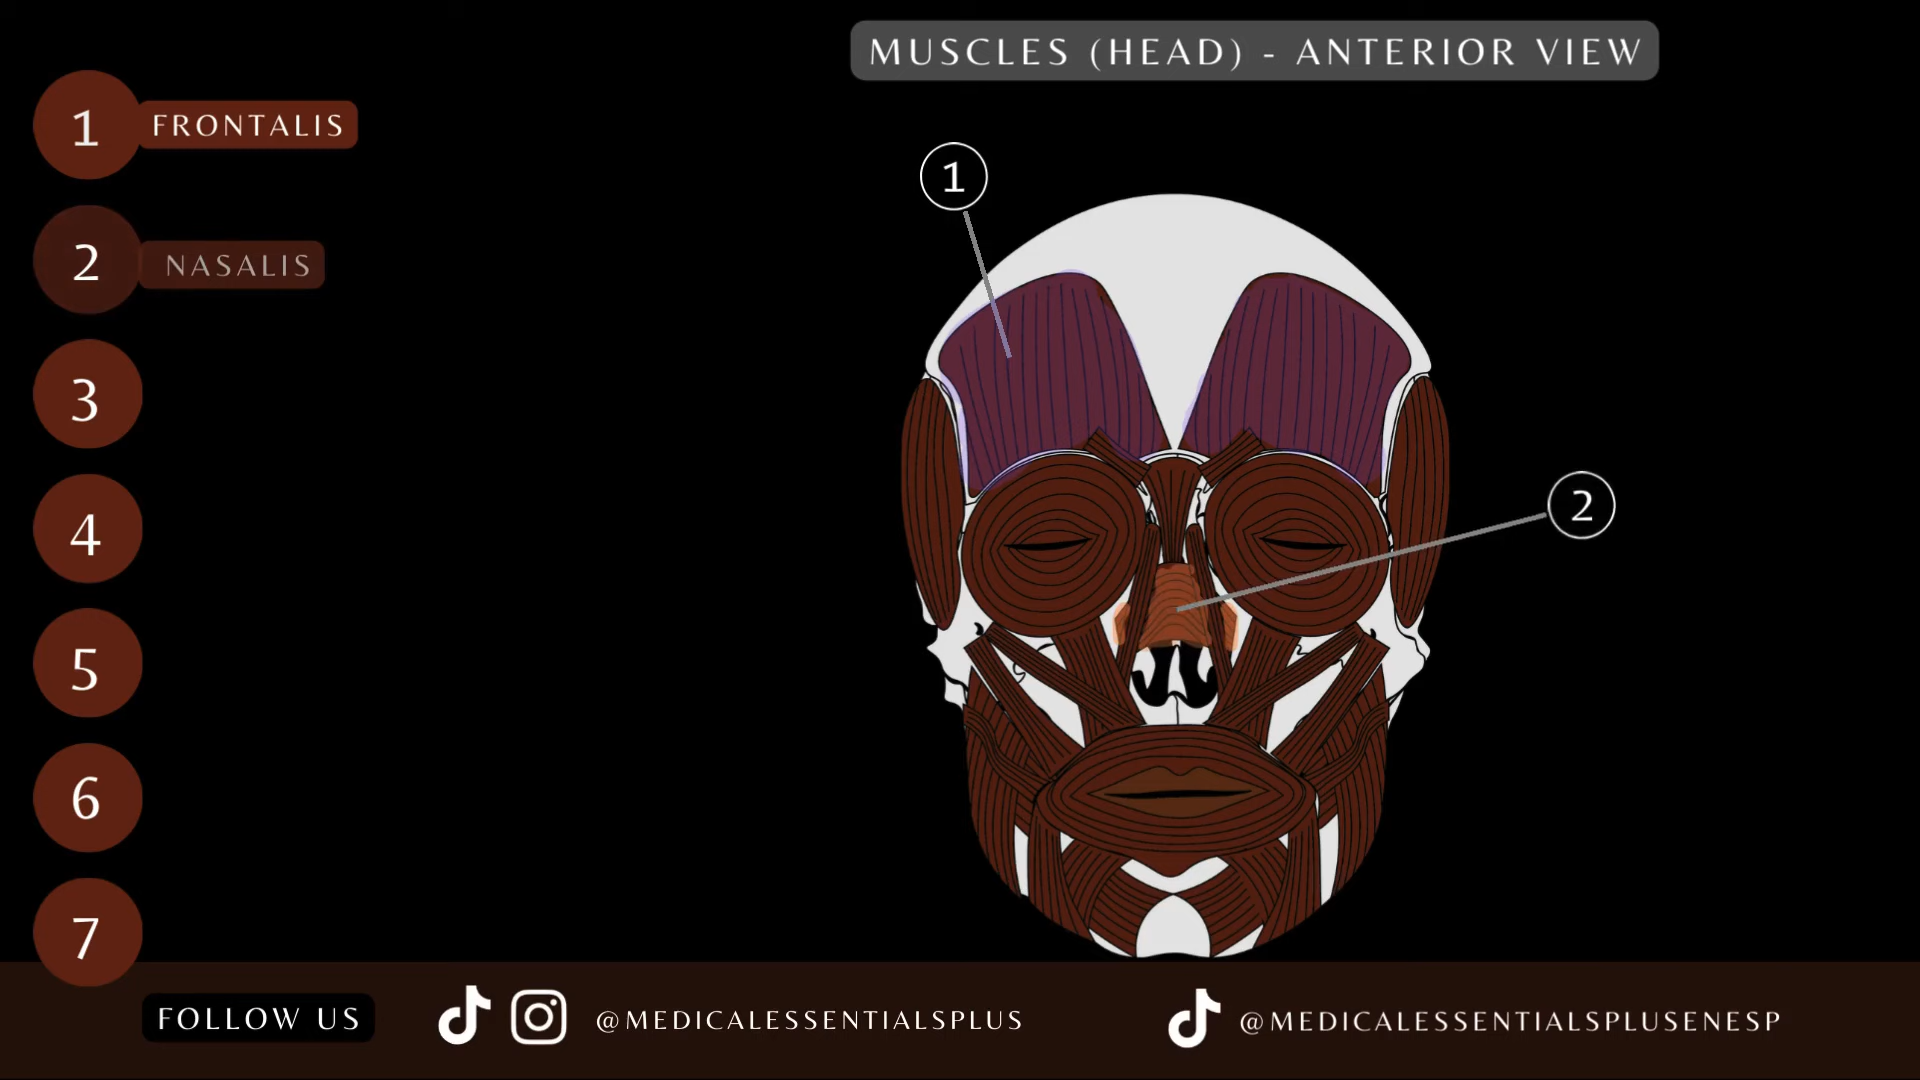 MUSCLES (HEAD) - ANTERIOR VIEW
1 FRONTALIS
2 NASALIS
3
4
5
6
7
1
2
FOLLOW US
@MEDICALESSENTIALSPLUS
@MEDICALESSENTIALSPLUSENESP